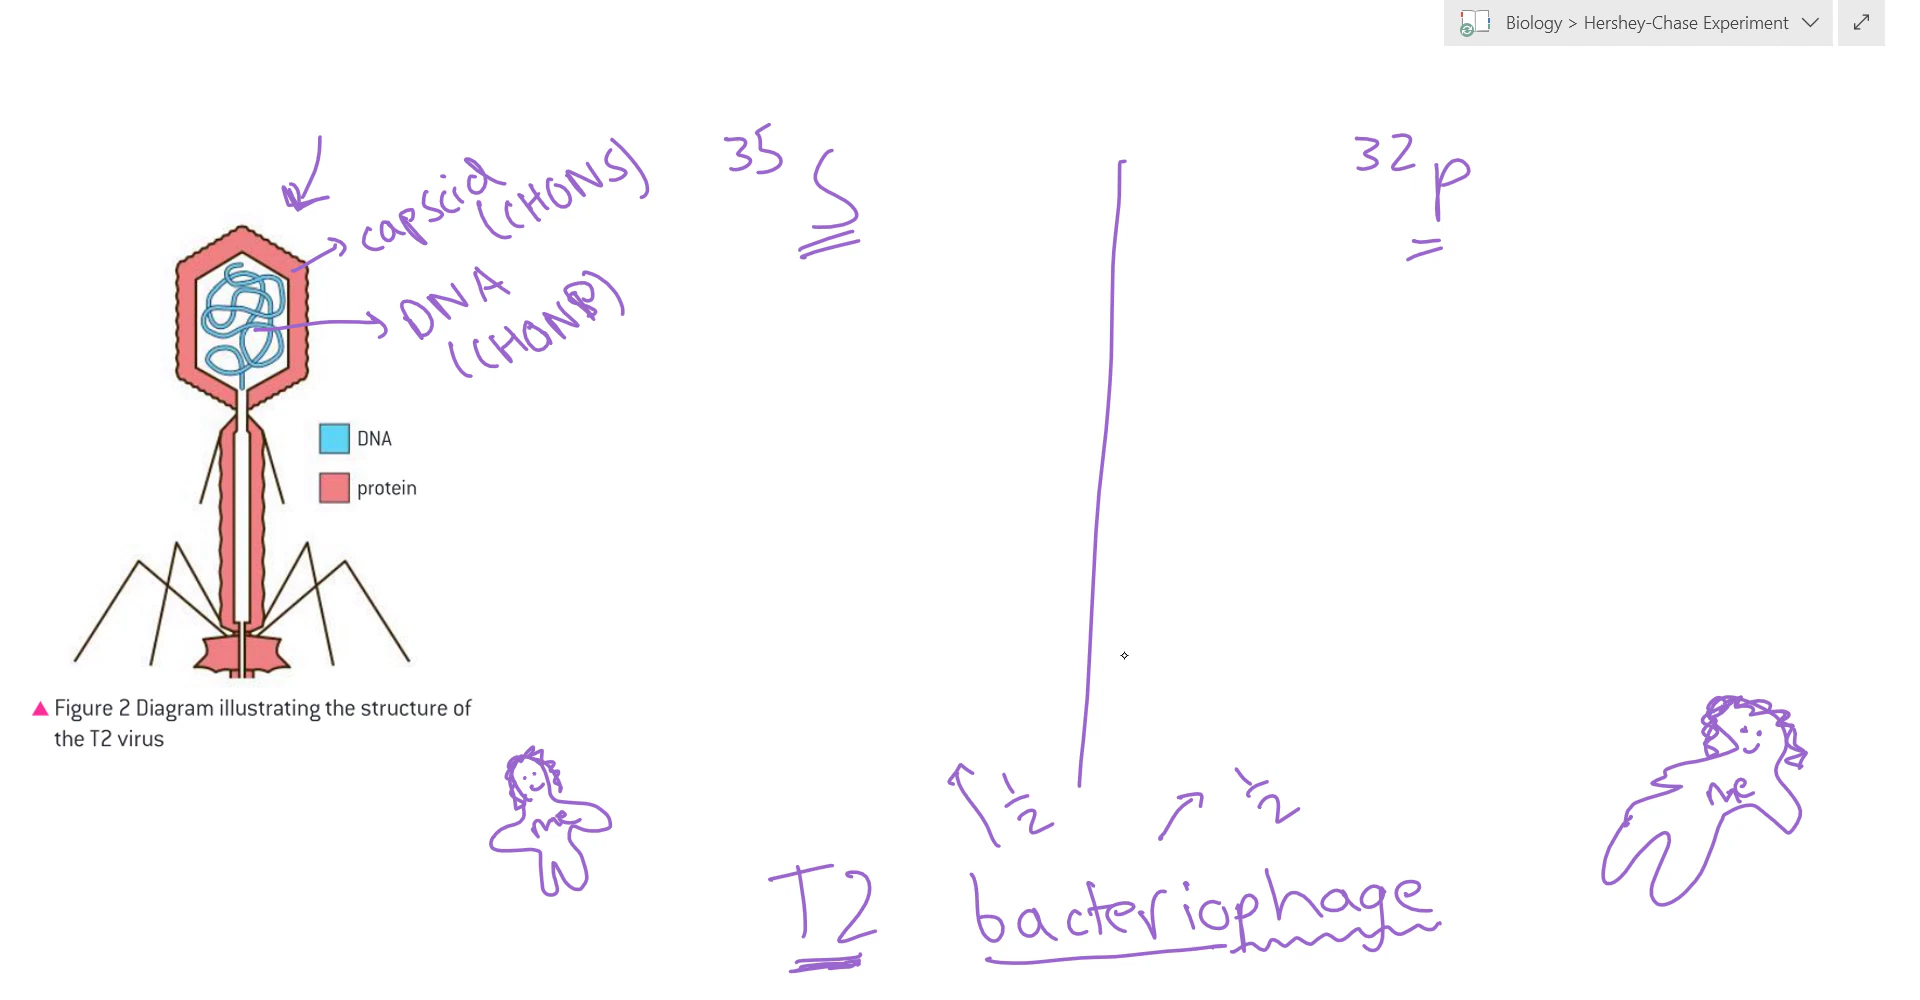 Biology > Hershey-Chase Experiment
capscid
(CHONS)
DNA
(CHONP)
35
S
32
P
DNA
protein
Figure 2 Diagram illustrating the structure of
the T2 virus
me
1/2
1/2
me
T2 bacteriophage